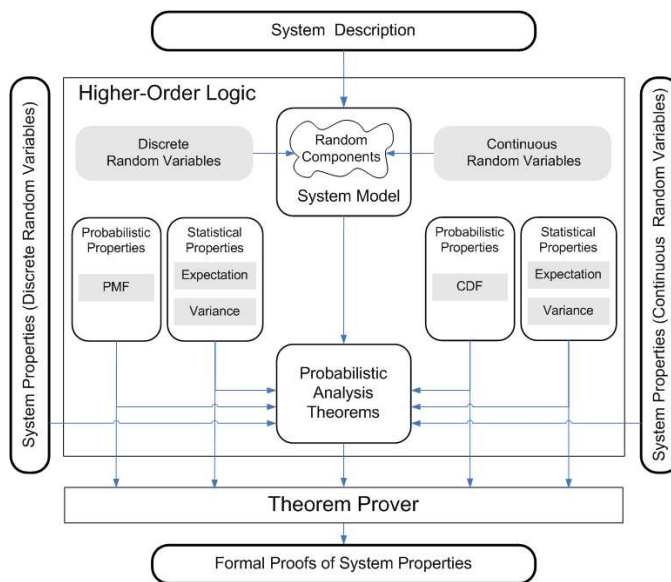 System Description
System Properties (Discrete Random Variables)
Higher-Order Logic
Discrete
Random Variables
Random
Components
System Model
Continuous
Random Variables
Probabilistic
Properties
PMF
Statistical
Properties
Expectation
Variance
Probabilistic
Properties
CDF
Statistical
Properties
Expectation
Variance
Probabilistic
Analysis
Theorems
System Properties (Continuous Random Variables)
Theorem Prover
Formal Proofs of System Properties